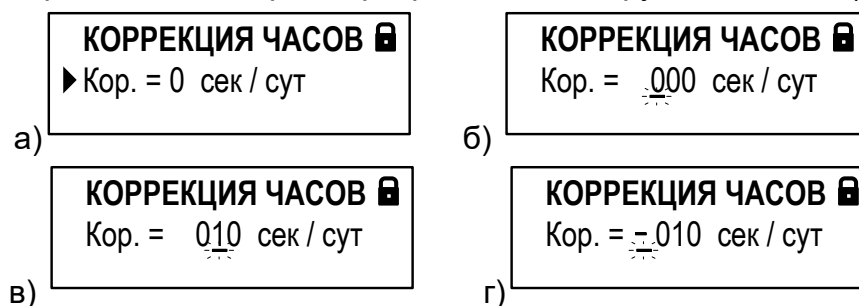 КОРРЕКЦИЯ ЧАСОВ
Кор. = 0 сек / сут
а)
КОРРЕКЦИЯ ЧАСОВ
Кор. = 000 сек / сут
б)
КОРРЕКЦИЯ ЧАСОВ
Кор. = 010 сек / сут
в)
КОРРЕКЦИЯ ЧАСОВ
Кор. = -010 сек / сут
г)